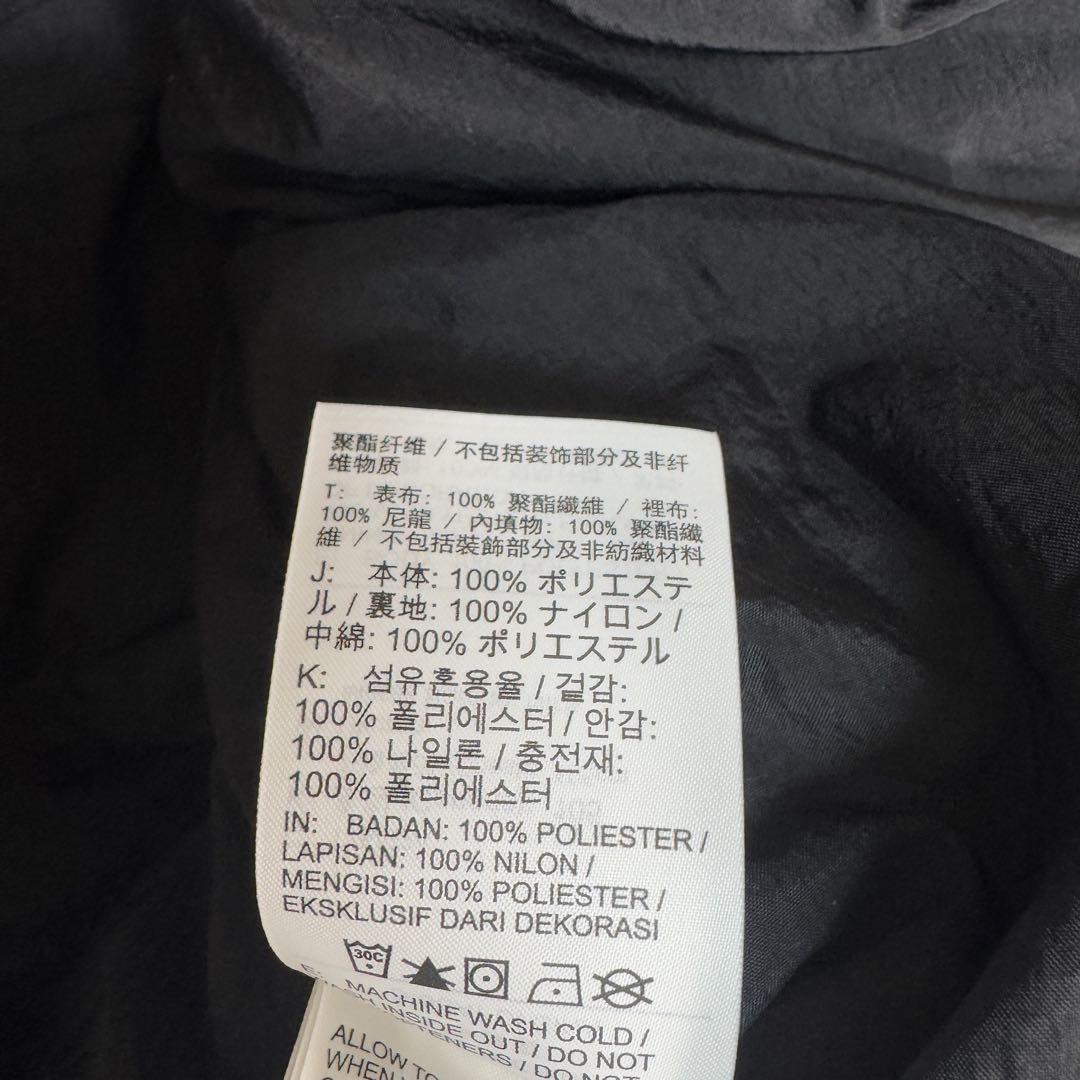 聚酯纤维 / 不包括装饰部分及非纤
维物质
T: 表布: 100% 聚酯纖維 / 裡布:
100% 尼龍 / 內填物: 100% 聚酯纖
維 / 不包括裝飾部分及非紡織材料
J: 本体: 100% ポリエステ
ル / 裏地: 100% ナイロン /
中綿: 100% ポリエステル
K: 섬유혼용율 / 겉감:
100% 폴리에스터 / 안감:
100% 나일론 / 충전재:
100% 폴리에스터
IN: BADAN: 100% POLIESTER /
LAPISAN: 100% NILON /
MENGISI: 100% POLIESTER /
EKSKLUSIF DARI DEKORASI
30C
MACHINE WASH COLD /
INSIDE OUT / DO NOT
/ DO NOT
ALLOW TO
WHEN